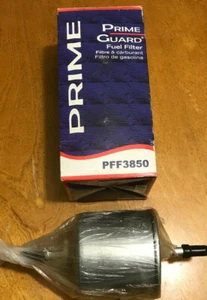 PRIME
PRIME
GUARD®
Fuel Filter
Filtre à carburant
Filtro de gasolina
PFF3850